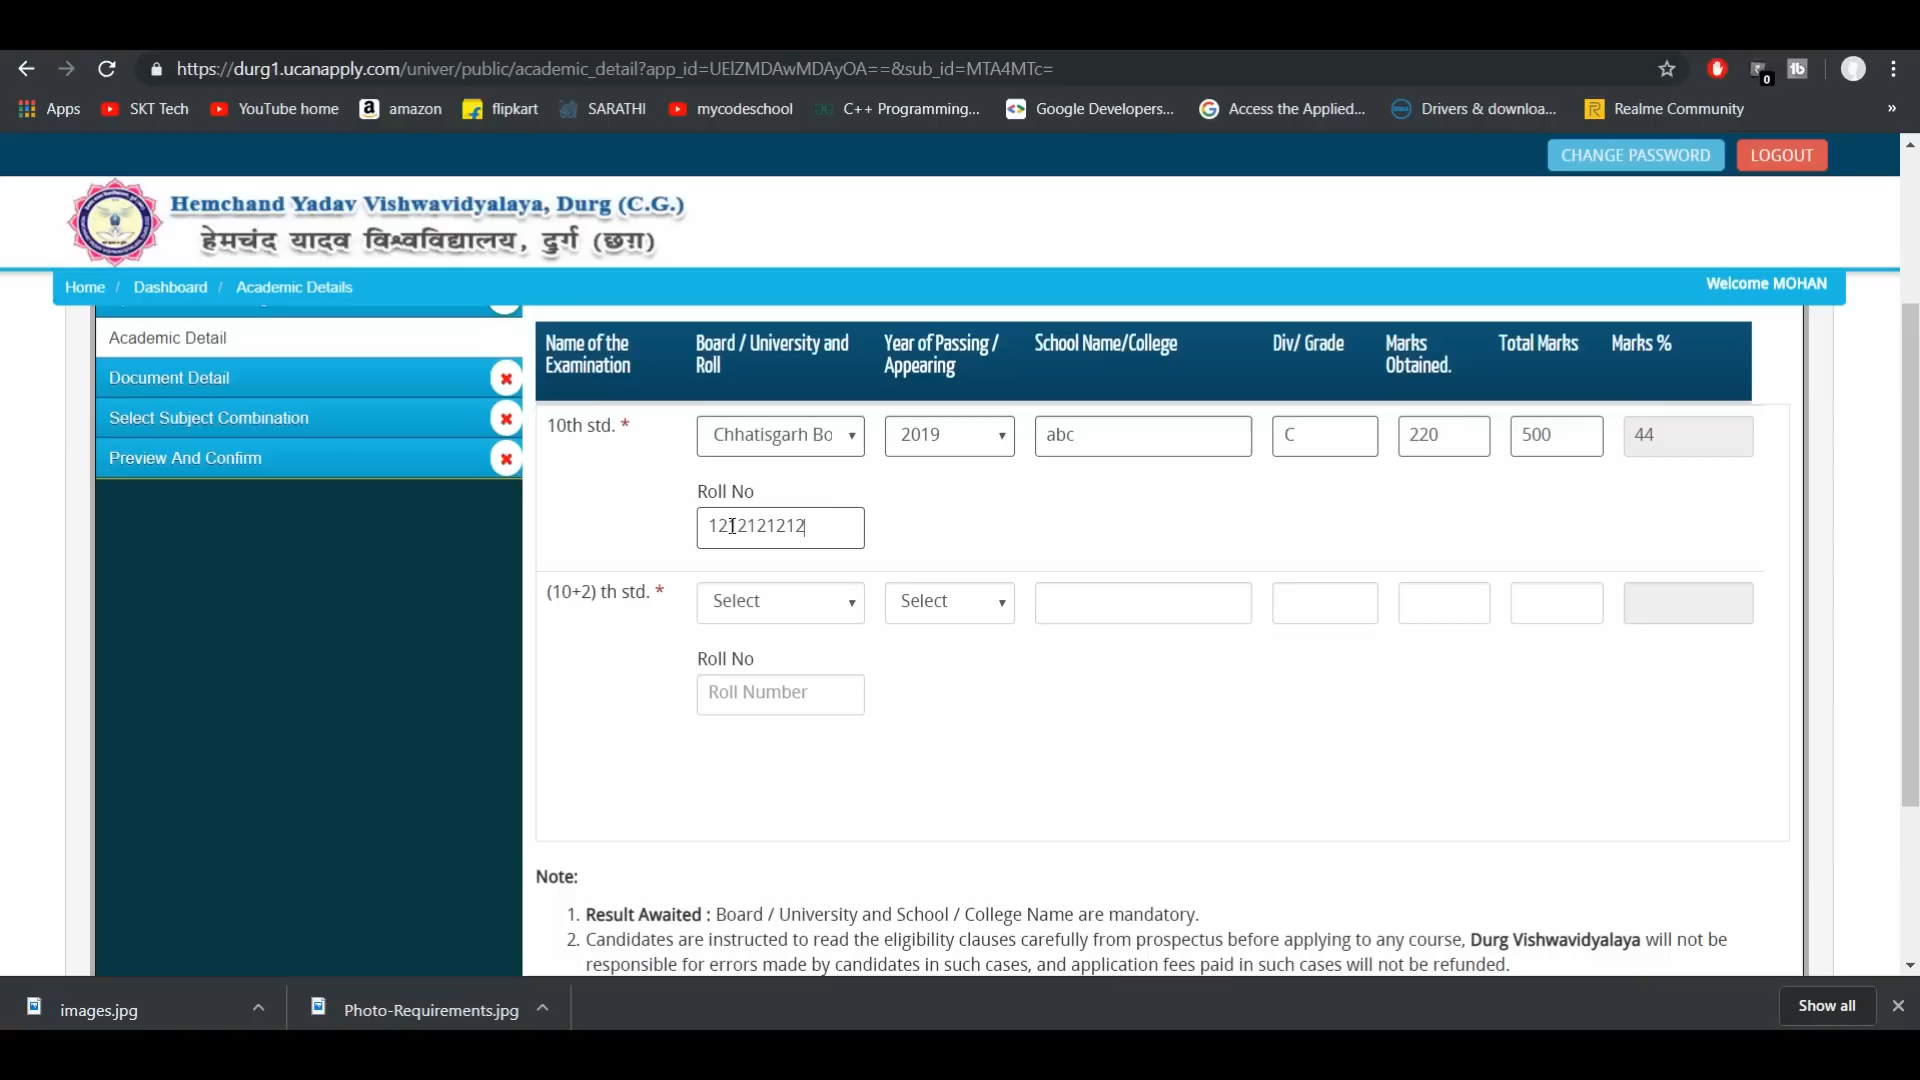 https://durg1.ucanapply.com/univer/public/academic_detail?app_id=UElZMDAwMDAyOA==&sub_id=MTA4MTc=
0
Apps SKT Tech YouTube home amazon flipkart SARATHI mycodeschool C++ Programming... Google Developers... Access the Applied... Drivers & downloa... Realme Community »
CHANGE PASSWORD LOGOUT
Hemchand Yadav Vishwavidyalaya, Durg (C.G.)
हेमचंद यादव विश्वविद्यालय, दुर्ग (छग़)
Home / Dashboard / Academic Details Welcome MOHAN
Academic Detail
Document Detail
Select Subject Combination
Preview And Confirm
Name of the Examination Board / University and Roll Year of Passing / Appearing School Name/College Div/ Grade Marks Obtained. Total Marks Marks %
10th std. * Chhatisgarh Bo 2019 abc C 220 500 44
Roll No
(10+2) th std. * Select Select
Roll No
Roll Number
Note:
1. Result Awaited : Board / University and School / College Name are mandatory.
2. Candidates are instructed to read the eligibility clauses carefully from prospectus before applying to any course, Durg Vishwavidyalaya will not be
responsible for errors made by candidates in such cases, and application fees paid in such cases will not be refunded.
images.jpg Photo-Requirements.jpg Show all